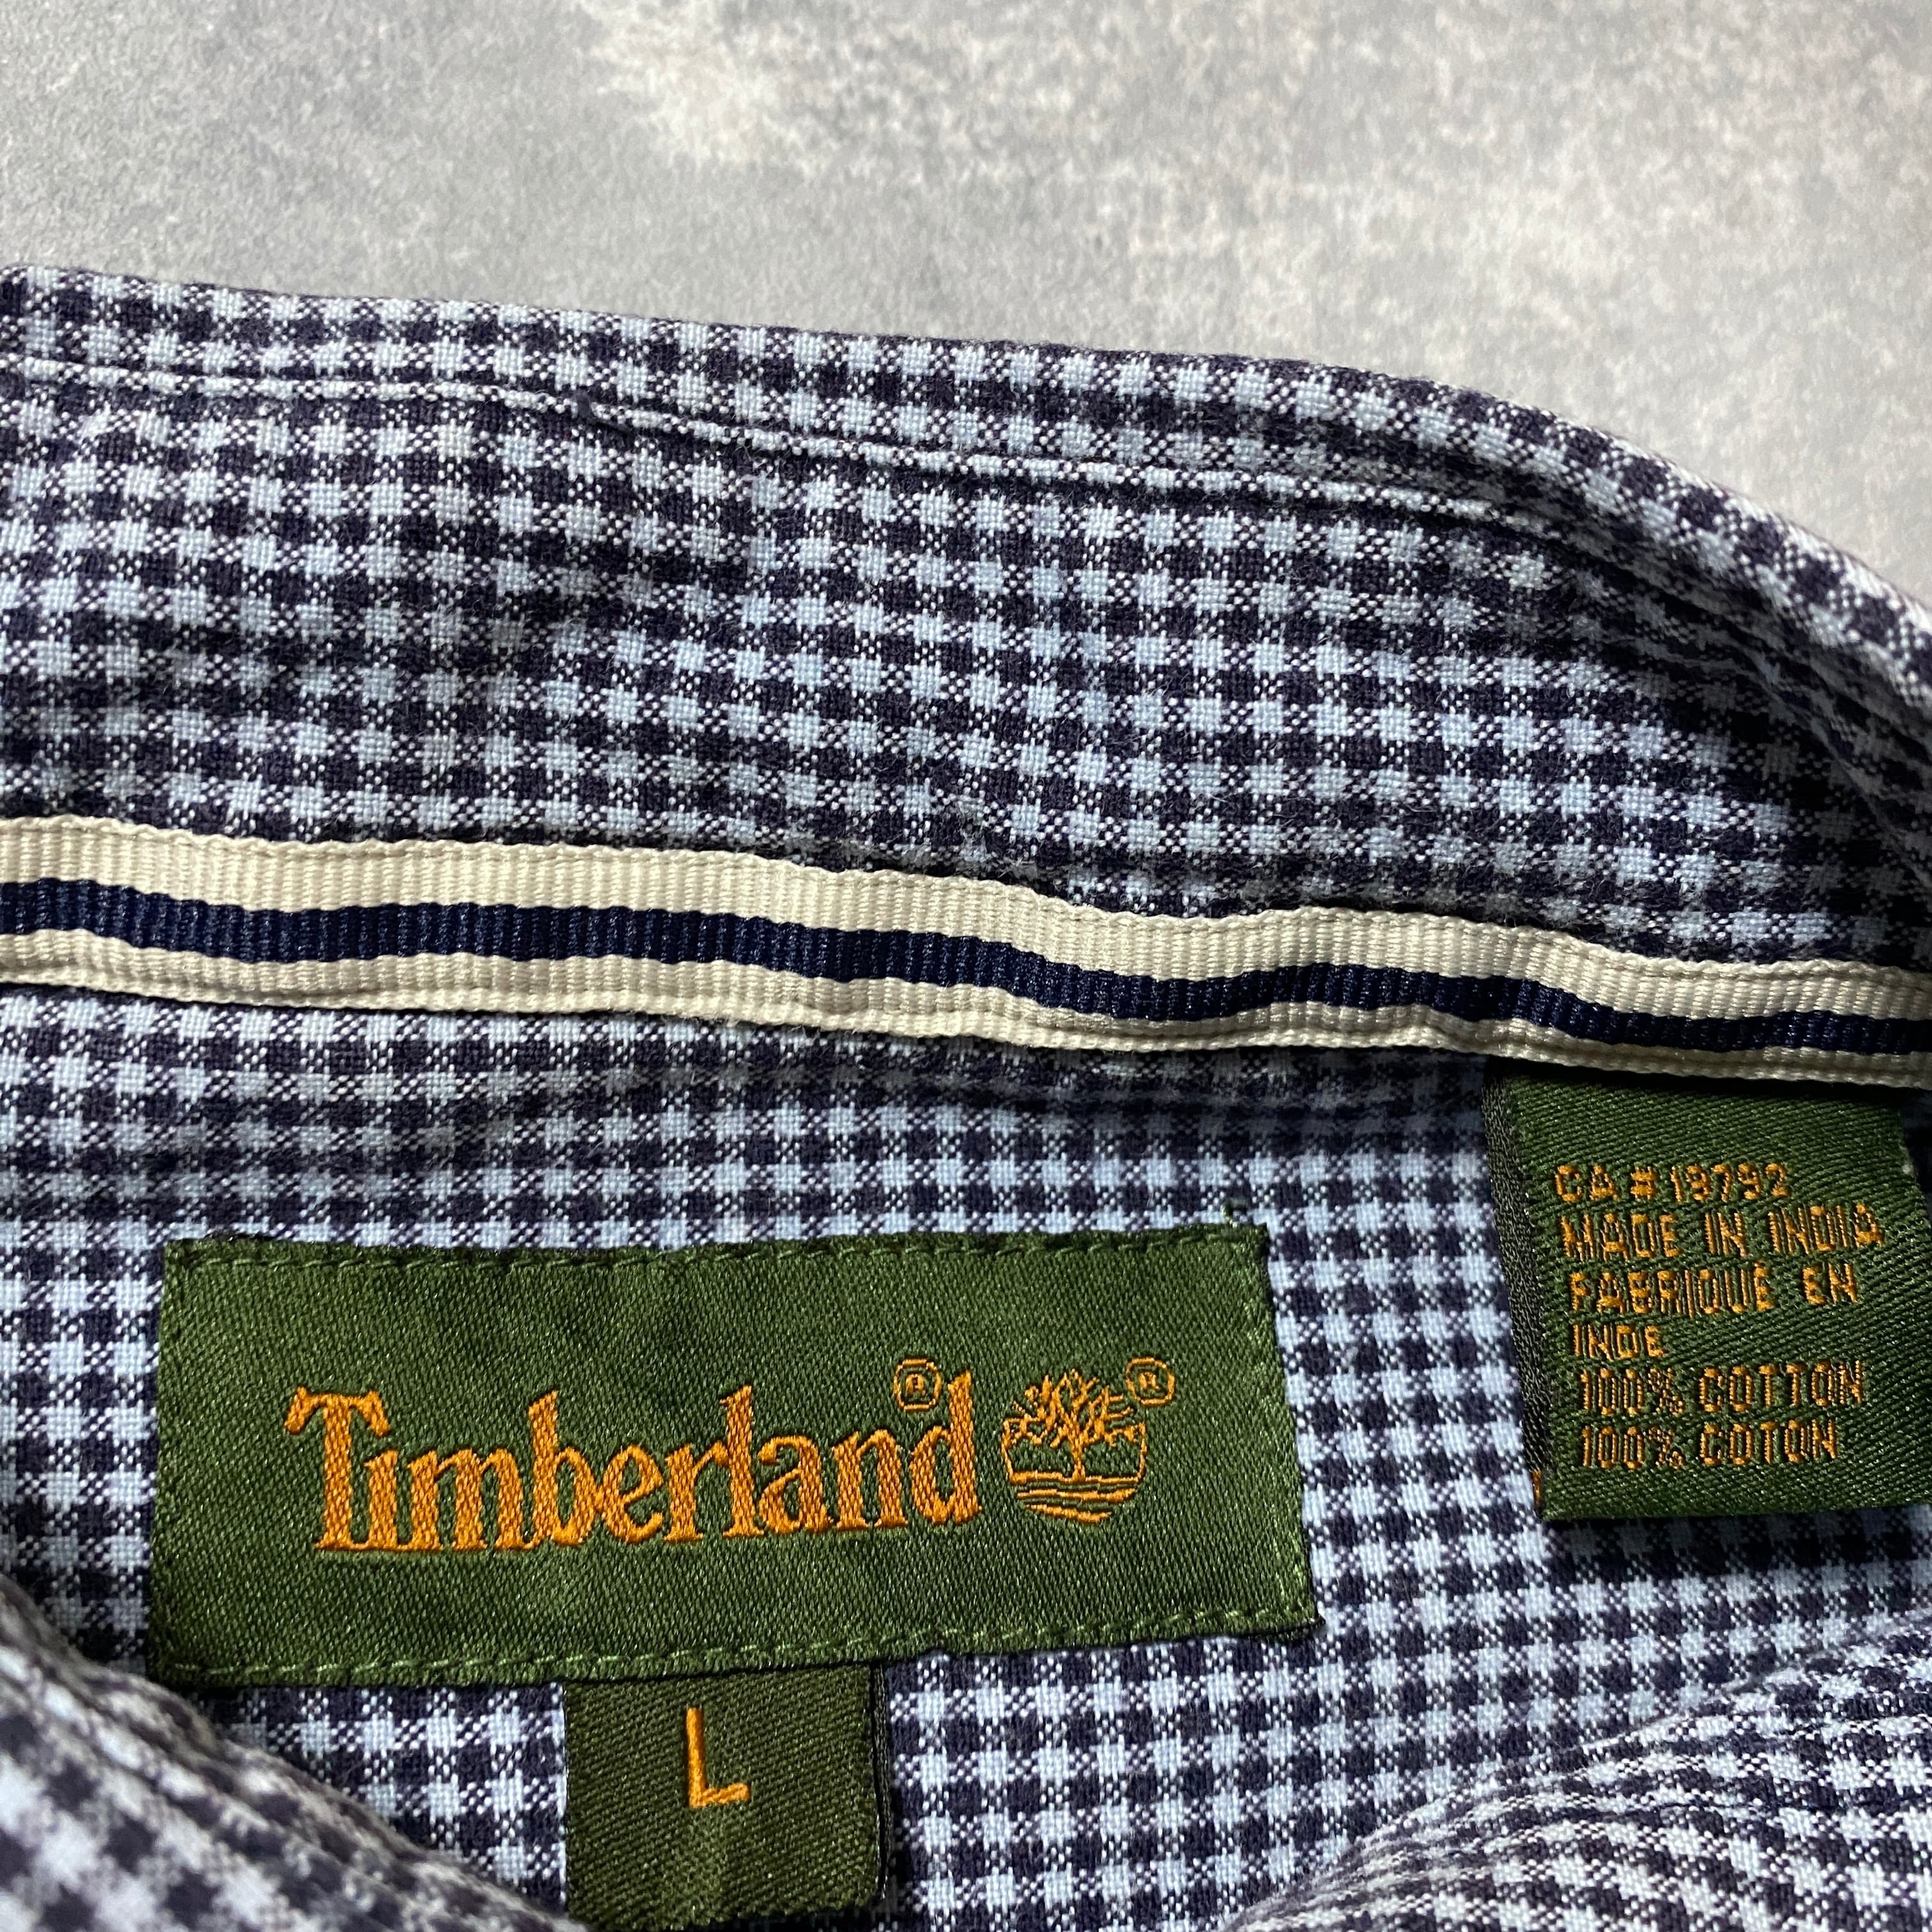 Timberland® ®
L
CA#19792
MADE IN INDIA
FABRIQUE EN
INDE
100% COTTON
100% COTON